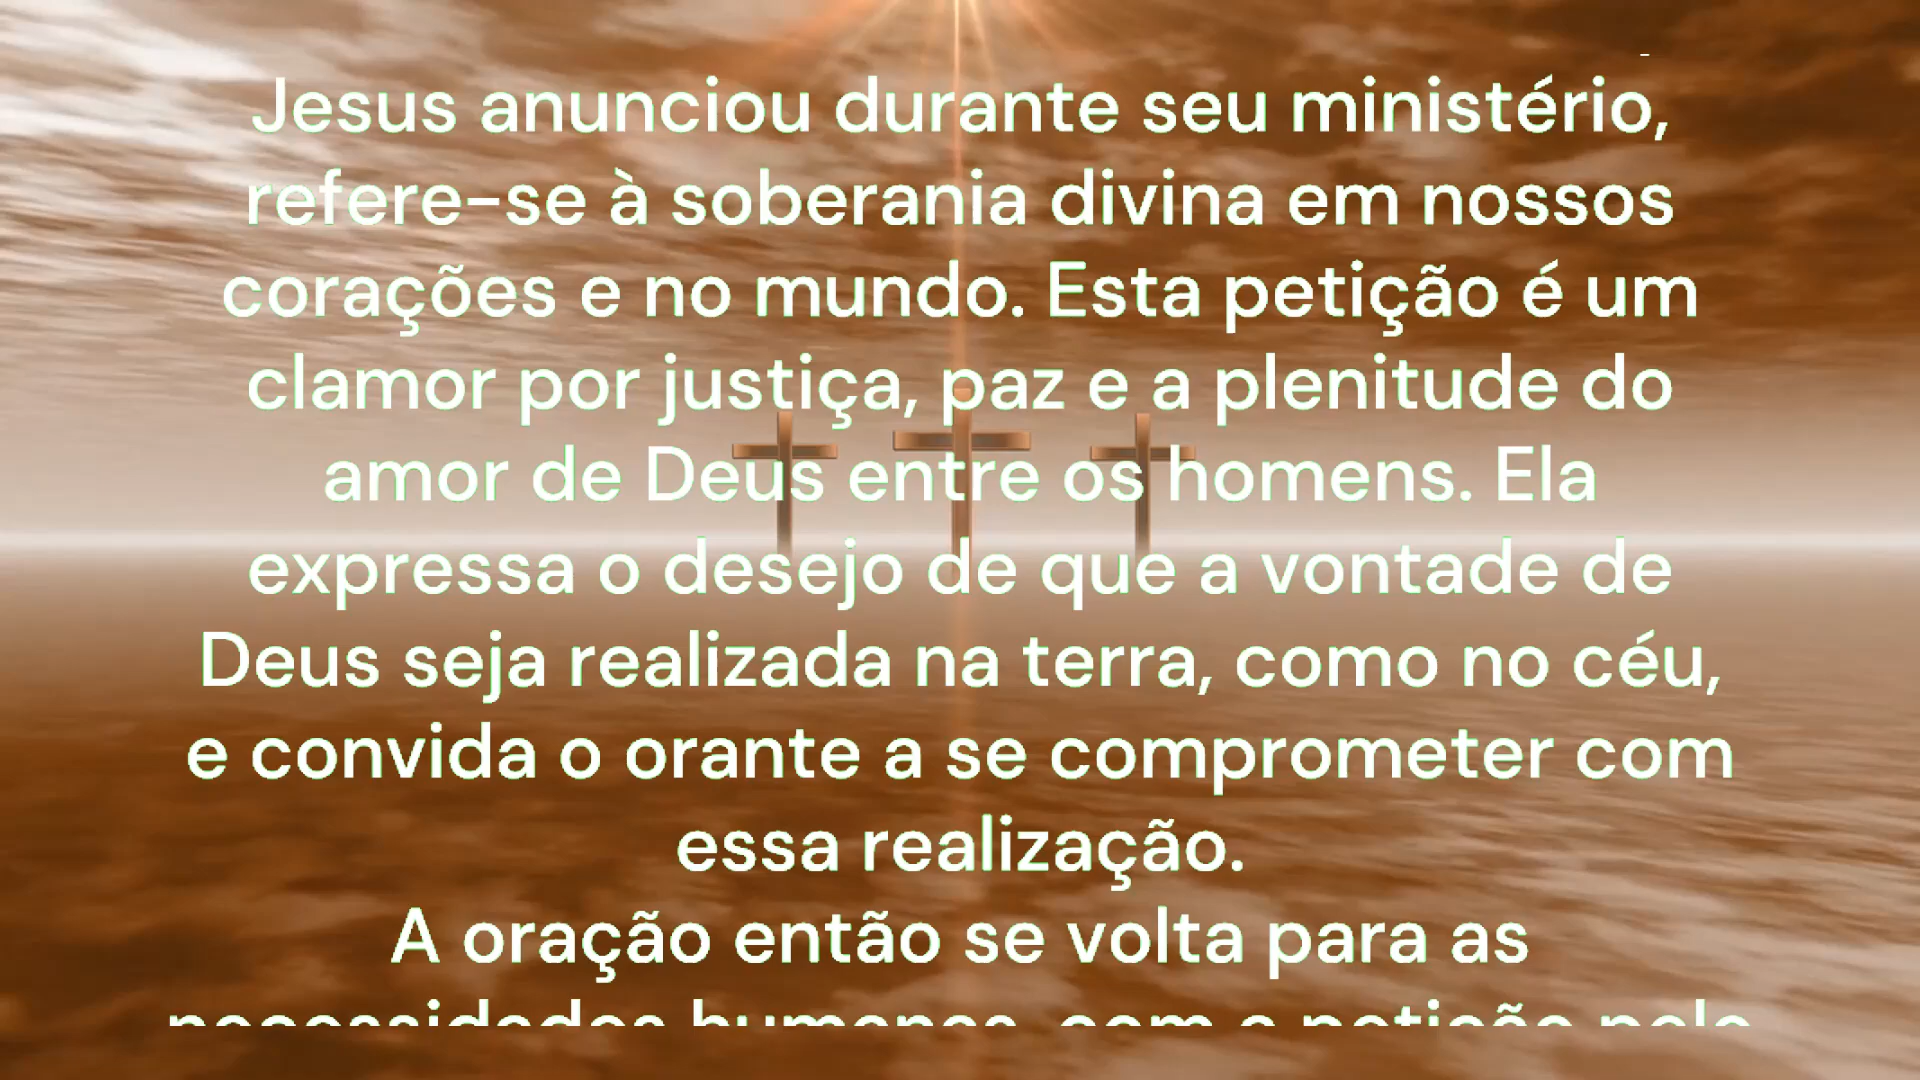 Jesus anunciou durante seu ministério,
refere-se à soberania divina em nossos
corações e no mundo. Esta petição é um
clamor por justiça, paz e a plenitude do
amor de Deus entre os homens. Ela
expressa o desejo de que a vontade de
Deus seja realizada na terra, como no céu,
e convida o orante a se comprometer com
essa realização.
A oração então se volta para as
necessidades humanas, com a petição pelo